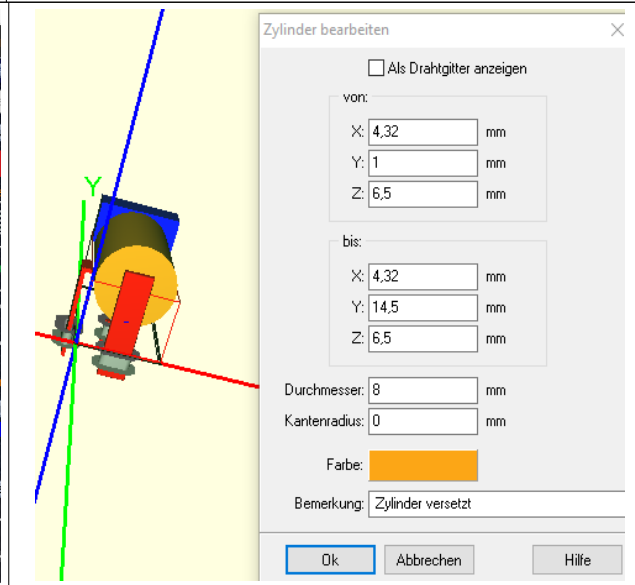 Zylinder bearbeiten
Als Drahtgitter anzeigen
von:
X: 4,32 mm
Y: 1 mm
Z: 6,5 mm
bis:
X: 4,32 mm
Y: 14,5 mm
Z: 6,5 mm
Durchmesser: 8 mm
Kantenradius: 0 mm
Farbe:
Bemerkung: Zylinder versetzt
Ok Abbrechen Hilfe
Y